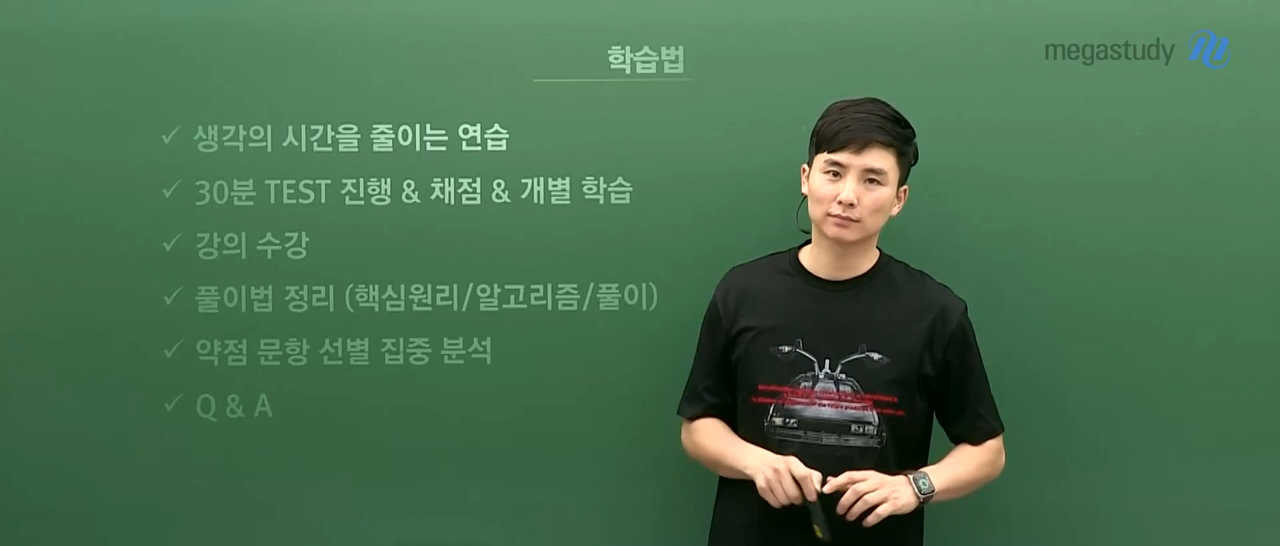 학습법
megastudy
✓ 생각의 시간을 줄이는 연습
✓ 30분 TEST 진행 & 채점 & 개별 학습
✓ 강의 수강
✓ 풀이법 정리 (핵심원리/알고리즘/풀이)
✓ 약점 문항 선별 집중 분석
✓ Q & A